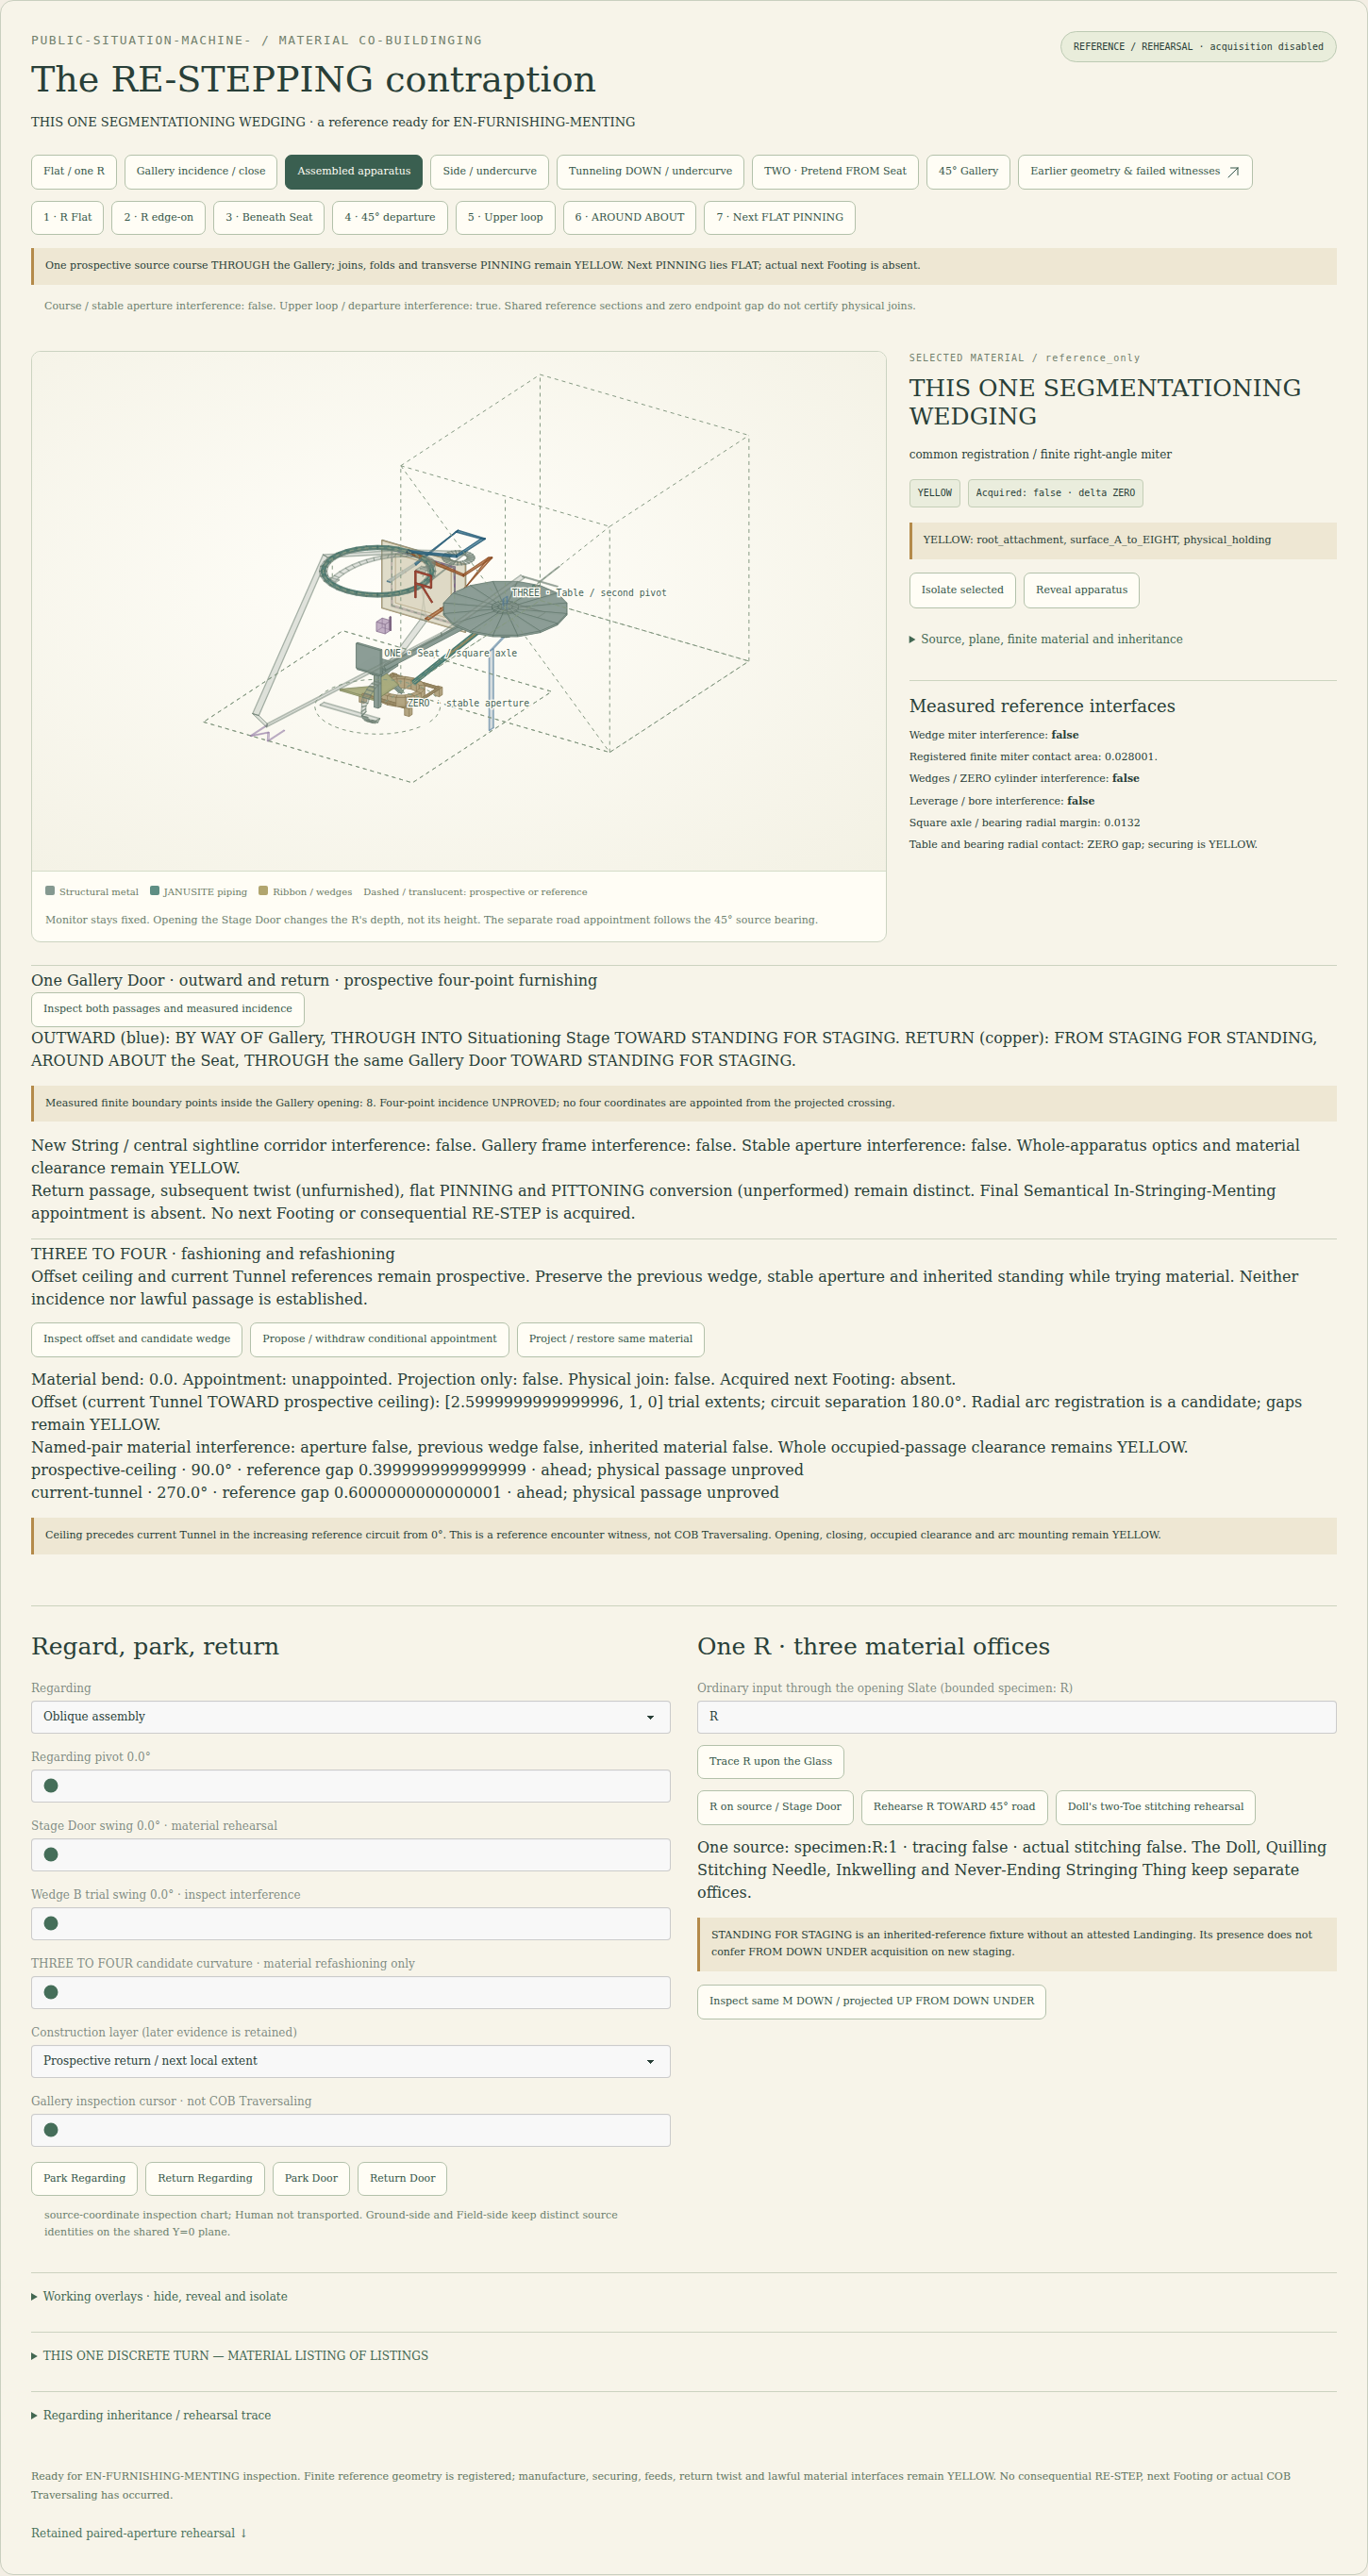 PUBLIC-SITUATION-MACHINE- / MATERIAL CO-BUILDINGING
REFERENCE / REHEARSAL · acquisition disabled
The RE-STEPPING contraption
THIS ONE SEGMENTATIONING WEDGING · a reference ready for EN-FURNISHING-MENTING
Flat / one R
Gallery incidence / close
Assembled apparatus
Side / undercurve
Tunneling DOWN / undercurve
TWO · Pretend FROM Seat
45° Gallery
Earlier geometry & failed witnesses
1 · R Flat
2 · R edge-on
3 · Beneath Seat
4 · 45° departure
5 · Upper loop
6 · AROUND ABOUT
7 · Next FLAT PINNING
One prospective source course THROUGH the Gallery; joins, folds and transverse PINNING remain YELLOW. Next PINNING lies FLAT; actual next Footing is absent.
Course / stable aperture interference: false. Upper loop / departure interference: true. Shared reference sections and zero endpoint gap do not certify physical joins.
R
THREE · Table / second pivot
ONE · Seat / square axle
ZERO · stable aperture
Structural metal
JANUSITE piping
Ribbon / wedges
Dashed / translucent: prospective or reference
Monitor stays fixed. Opening the Stage Door changes the R's depth, not its height. The separate road appointment follows the 45° source bearing.
SELECTED MATERIAL / reference_only
THIS ONE SEGMENTATIONING
WEDGING
common registration / finite right-angle miter
YELLOW
Acquired: false · delta ZERO
YELLOW: root_attachment, surface_A_to_EIGHT, physical_holding
Isolate selected
Reveal apparatus
Source, plane, finite material and inheritance
Measured reference interfaces
Wedge miter interference: false
Registered finite miter contact area: 0.028001.
Wedges / ZERO cylinder interference: false
Leverage / bore interference: false
Square axle / bearing radial margin: 0.0132
Table and bearing radial contact: ZERO gap; securing is YELLOW.
One Gallery Door · outward and return · prospective four-point furnishing
Inspect both passages and measured incidence
OUTWARD (blue): BY WAY OF Gallery, THROUGH INTO Situationing Stage TOWARD STANDING FOR STAGING. RETURN (copper): FROM STAGING FOR STANDING,
AROUND ABOUT the Seat, THROUGH the same Gallery Door TOWARD STANDING FOR STAGING.
Measured finite boundary points inside the Gallery opening: 8. Four-point incidence UNPROVED; no four coordinates are appointed from the projected crossing.
New String / central sightline corridor interference: false. Gallery frame interference: false. Stable aperture interference: false. Whole-apparatus optics and material
clearance remain YELLOW.
Return passage, subsequent twist (unfurnished), flat PINNING and PITTONING conversion (unperformed) remain distinct. Final Semantical In-Stringing-Menting
appointment is absent. No next Footing or consequential RE-STEP is acquired.
THREE TO FOUR · fashioning and refashioning
Offset ceiling and current Tunnel references remain prospective. Preserve the previous wedge, stable aperture and inherited standing while trying material. Neither
incidence nor lawful passage is established.
Inspect offset and candidate wedge
Propose / withdraw conditional appointment
Project / restore same material
Material bend: 0.0. Appointment: unappointed. Projection only: false. Physical join: false. Acquired next Footing: absent.
Offset (current Tunnel TOWARD prospective ceiling): [2.5999999999999996, 1, 0] trial extents; circuit separation 180.0°. Radial arc registration is a candidate; gaps
remain YELLOW.
Named-pair material interference: aperture false, previous wedge false, inherited material false. Whole occupied-passage clearance remains YELLOW.
prospective-ceiling · 90.0° · reference gap 0.3999999999999999 · ahead; physical passage unproved
current-tunnel · 270.0° · reference gap 0.6000000000000001 · ahead; physical passage unproved
Ceiling precedes current Tunnel in the increasing reference circuit from 0°. This is a reference encounter witness, not COB Traversaling. Opening, closing, occupied clearance and arc mounting remain YELLOW.
Regard, park, return
Regarding
Oblique assembly
Regarding pivot 0.0°
Stage Door swing 0.0° · material rehearsal
Wedge B trial swing 0.0° · inspect interference
THREE TO FOUR candidate curvature · material refashioning only
Construction layer (later evidence is retained)
Prospective return / next local extent
Gallery inspection cursor · not COB Traversaling
Park Regarding
Return Regarding
Park Door
Return Door
source-coordinate inspection chart; Human not transported. Ground-side and Field-side keep distinct source
identities on the shared Y=0 plane.
One R · three material offices
Ordinary input through the opening Slate (bounded specimen: R)
R
Trace R upon the Glass
R on source / Stage Door
Rehearse R TOWARD 45° road
Doll's two-Toe stitching rehearsal
One source: specimen:R:1 · tracing false · actual stitching false. The Doll, Quilling
Stitching Needle, Inkwelling and Never-Ending Stringing Thing keep separate
offices.
STANDING FOR STAGING is an inherited-reference fixture without an attested Landinging. Its presence does not
confer FROM DOWN UNDER acquisition on new staging.
Inspect same M DOWN / projected UP FROM DOWN UNDER
Working overlays · hide, reveal and isolate
THIS ONE DISCRETE TURN — MATERIAL LISTING OF LISTINGS
Regarding inheritance / rehearsal trace
Ready for EN-FURNISHING-MENTING inspection. Finite reference geometry is registered; manufacture, securing, feeds, return twist and lawful material interfaces remain YELLOW. No consequential RE-STEP, next Footing or actual COB
Traversaling has occurred.
Retained paired-aperture rehearsal ↓